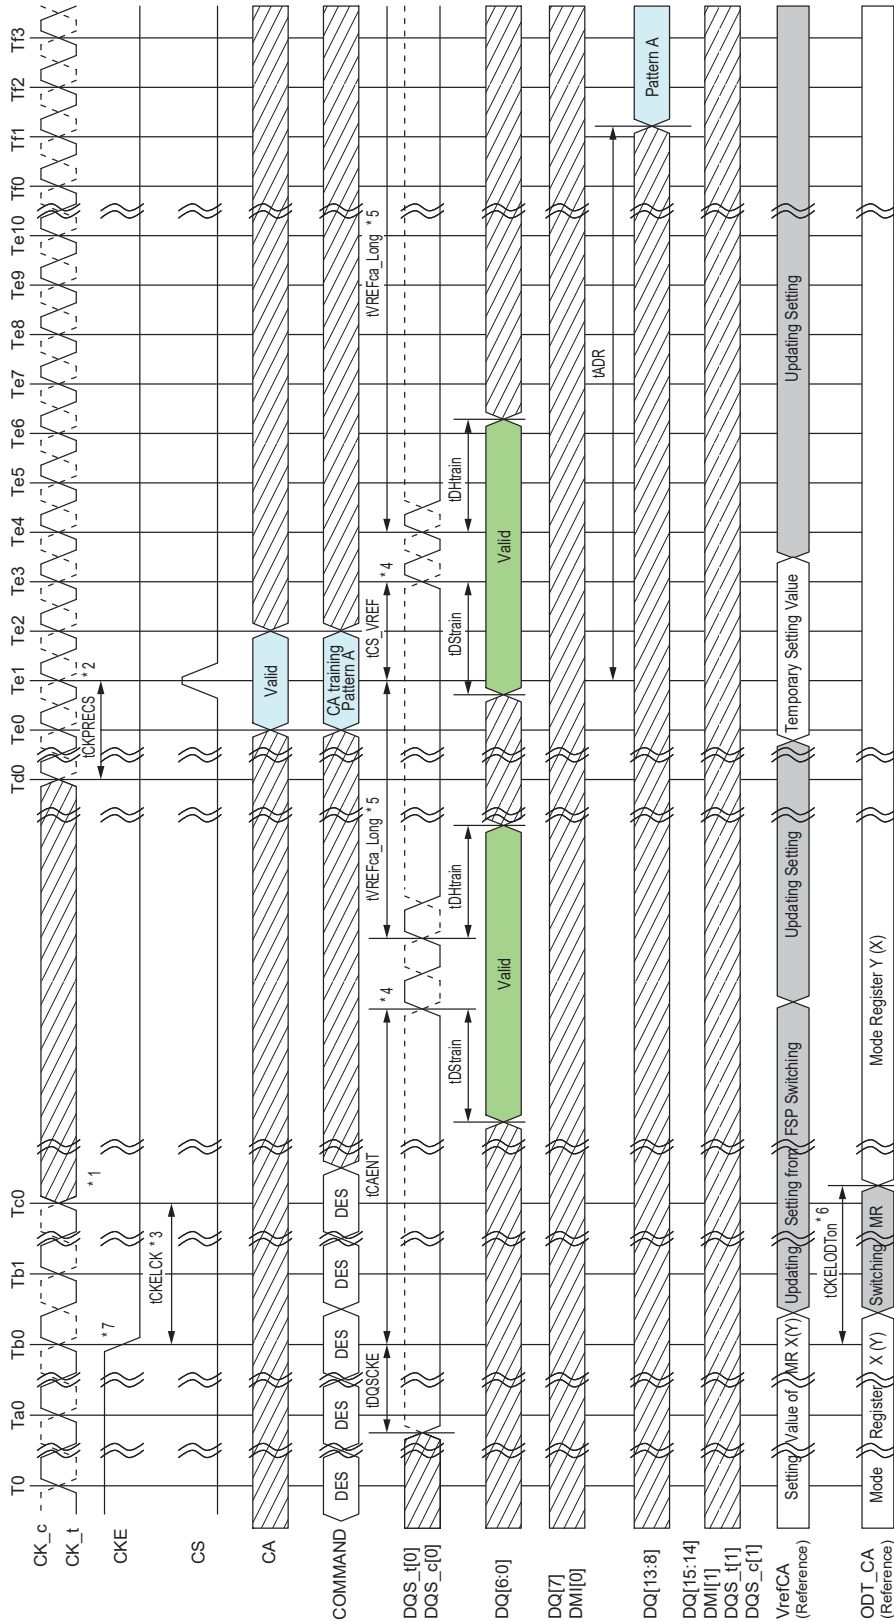 T0 Ta0 Tb0 Tb1 Tc0 Td0 Te0 Te1 Te2 Te3 Te4 Te5 Te6 Te7 Te8 Te9 Te10 Tf0 Tf1 Tf2 Tf3
CK_c
CK_t
* 1
* 2
tCKPRECS
CKE
* 7
tCKELCK * 3
CS
CA
Valid
COMMAND
DES DES DES DES DES
CA training
Pattern A
tDQSCKE
tCAENT
* 4
tVREFca_Long * 5
tCS_VREF
* 4
tVREFca_Long * 5
DQS_t[0]
DQS_c[0]
tDStrain
tDHtrain
tDStrain
tDHtrain
DQ[6:0]
Valid
Valid
DQ[7]
DMI[0]
tADR
DQ[13:8]
Pattern A
DQ[15:14]
DMI[1]
DQS_t[1]
DQS_c[1]
VrefCA
(Reference)
Setting Value of MR X(Y)
Updating Setting from FSP Switching
Updating Setting
Temporary Setting Value
Updating Setting
tCKELODTon * 6
ODT_CA
(Reference)
Mode Register X (Y)
Switching MR
Mode Register Y (X)